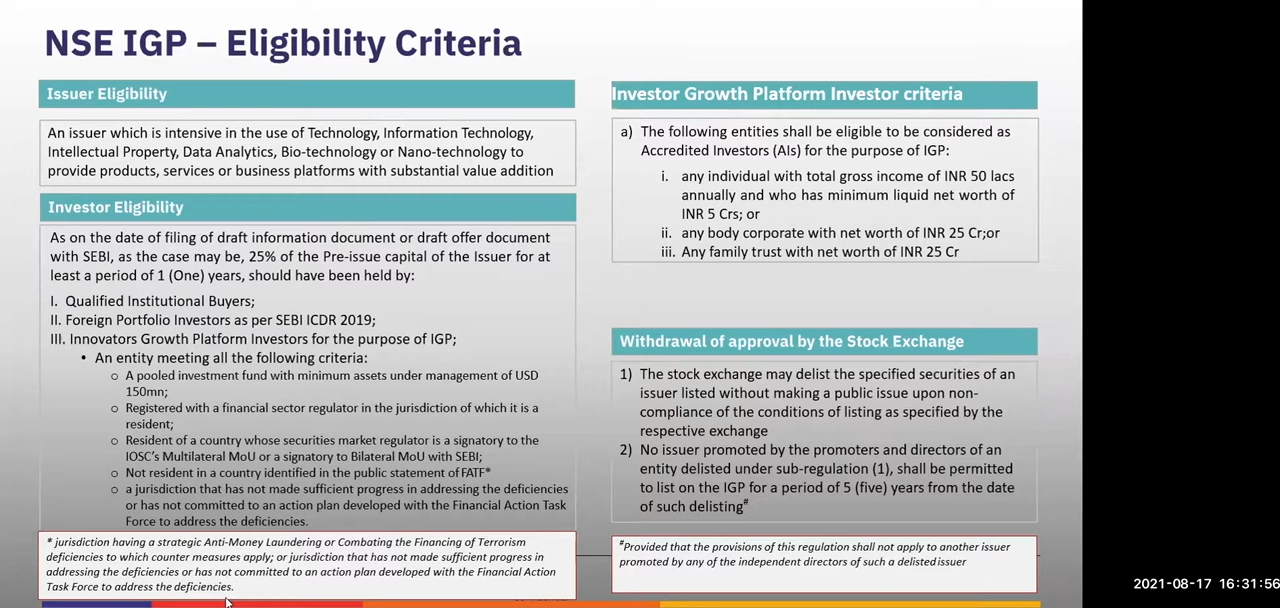 NSE IGP – Eligibility Criteria
Issuer Eligibility
An issuer which is intensive in the use of Technology, Information Technology,
Intellectual Property, Data Analytics, Bio-technology or Nano-technology to
provide products, services or business platforms with substantial value addition
Investor Eligibility
As on the date of filing of draft information document or draft offer document
with SEBI, as the case may be, 25% of the Pre-issue capital of the Issuer for at
least a period of 1 (One) years, should have been held by:
I. Qualified Institutional Buyers;
II. Foreign Portfolio Investors as per SEBI ICDR 2019;
III. Innovators Growth Platform Investors for the purpose of IGP;
• An entity meeting all the following criteria:
o A pooled investment fund with minimum assets under management of USD
150mn;
o Registered with a financial sector regulator in the jurisdiction of which it is a
resident;
o Resident of a country whose securities market regulator is a signatory to the
IOSC's Multilateral MoU or a signatory to Bilateral MoU with SEBI;
o Not resident in a country identified in the public statement of FATF*
o a jurisdiction that has not made sufficient progress in addressing the deficiencies
or has not committed to an action plan developed with the Financial Action Task
Force to address the deficiencies.
* jurisdiction having a strategic Anti-Money Laundering or Combating the Financing of Terrorism
deficiencies to which counter measures apply; or jurisdiction that has not made sufficient progress in
addressing the deficiencies or has not committed to an action plan developed with the Financial Action
Task Force to address the deficiencies.
Investor Growth Platform Investor criteria
a) The following entities shall be eligible to be considered as
Accredited Investors (AIs) for the purpose of IGP:
i. any individual with total gross income of INR 50 lacs
annually and who has minimum liquid net worth of
INR 5 Crs; or
ii. any body corporate with net worth of INR 25 Cr;or
iii. Any family trust with net worth of INR 25 Cr
Withdrawal of approval by the Stock Exchange
1) The stock exchange may delist the specified securities of an
issuer listed without making a public issue upon non-
compliance of the conditions of listing as specified by the
respective exchange
2) No issuer promoted by the promoters and directors of an
entity delisted under sub-regulation (1), shall be permitted
to list on the IGP for a period of 5 (five) years from the date
of such delisting#
#Provided that the provisions of this regulation shall not apply to another issuer
promoted by any of the independent directors of such a delisted issuer
2021-08-17 16:31:56